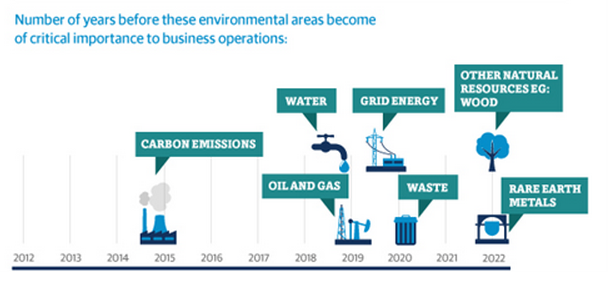 Number of years before these environmental areas become
of critical importance to business operations:
OTHER NATURAL
RESOURCES EG:
WOOD
WATER
GRID ENERGY
CARBON EMISSIONS
OIL AND GAS
WASTE
RARE EARTH
METALS
2012 2013 2014 2015 2016 2017 2018 2019 2020 2021 2022